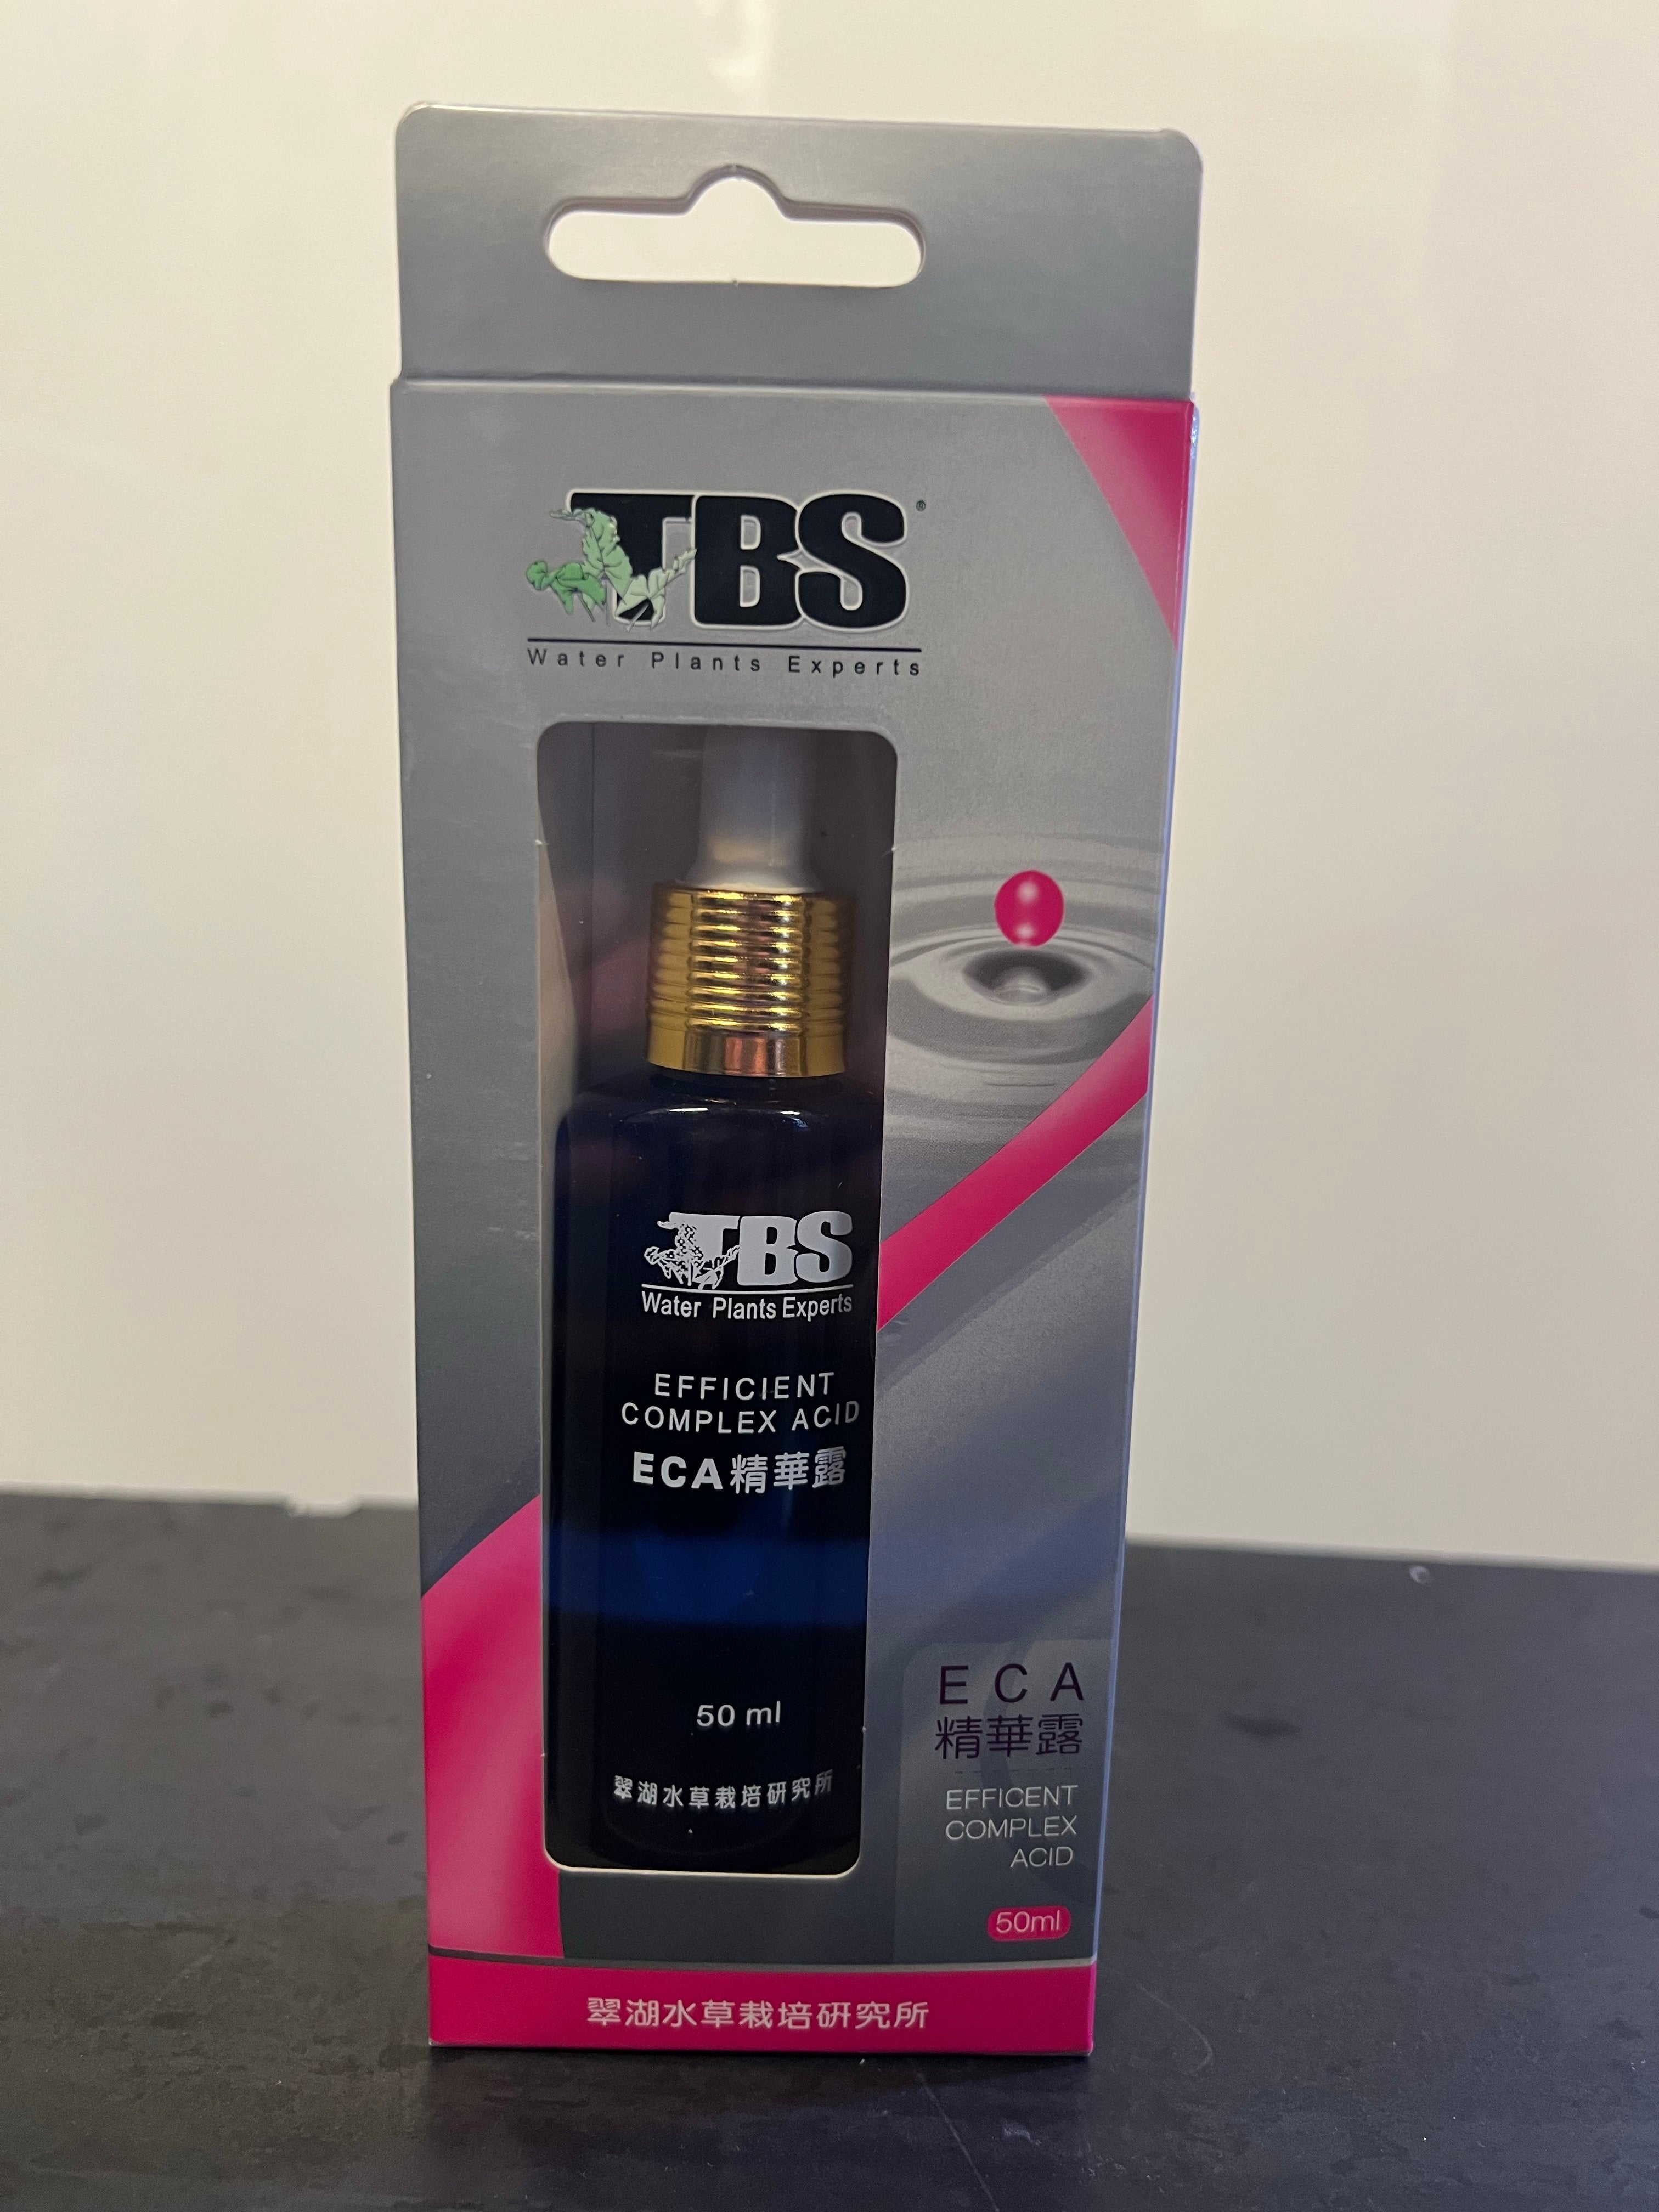 TBS®
Water Plants Experts
TBS
Water Plants Experts
EFFICIENT
COMPLEX ACID
ECA精華露
50 ml
翠湖水草栽培研究所
ECA
精華露
EFFICENT
COMPLEX
ACID
50ml
翠湖水草栽培研究所